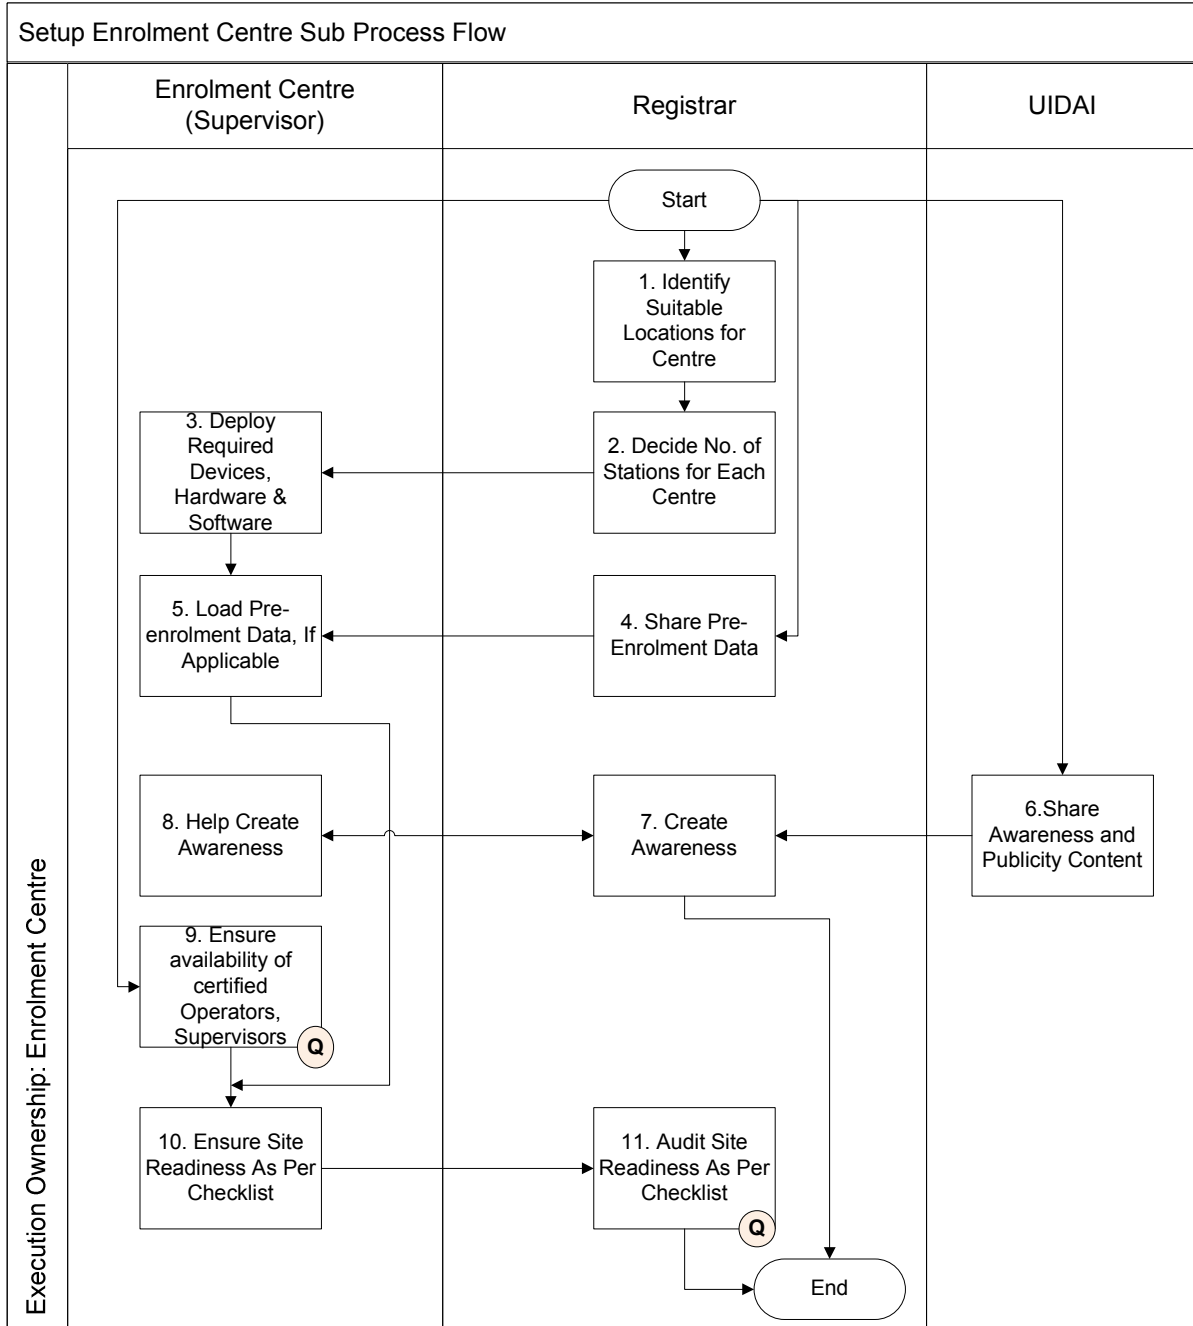 Setup Enrolment Centre Sub Process Flow
Enrolment Centre
(Supervisor)
Registrar
UIDAI
Start
1. Identify
Suitable
Locations for
Centre
3. Deploy
Required
Devices,
Hardware &
Software
2. Decide No. of
Stations for Each
Centre
5. Load Pre-
enrolment Data, If
Applicable
4. Share Pre-
Enrolment Data
8. Help Create
Awareness
7. Create
Awareness
6.Share
Awareness and
Publicity Content
9. Ensure
availability of
certified
Operators,
Supervisors
Q
10. Ensure Site
Readiness As Per
Checklist
11. Audit Site
Readiness As Per
Checklist
Q
End
Execution Ownership: Enrolment Centre